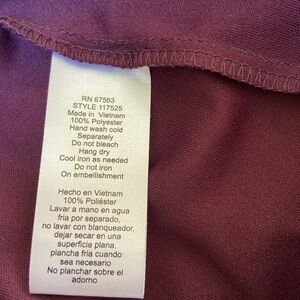 RN 67563
STYLE 117525
Made in Vietnam
100% Polyester
Hand wash cold
Separately
Do not bleach
Hang dry
Cool iron as needed
Do not iron
On embellishment
Hecho en Vietnam
100% Poliéster
Lavar a mano en agua
fria por separado,
no lavar con blanqueador,
dejar secar en una
superficie plana,
plancha fria cuando
sea necesario
No planchar sobre el
adorno